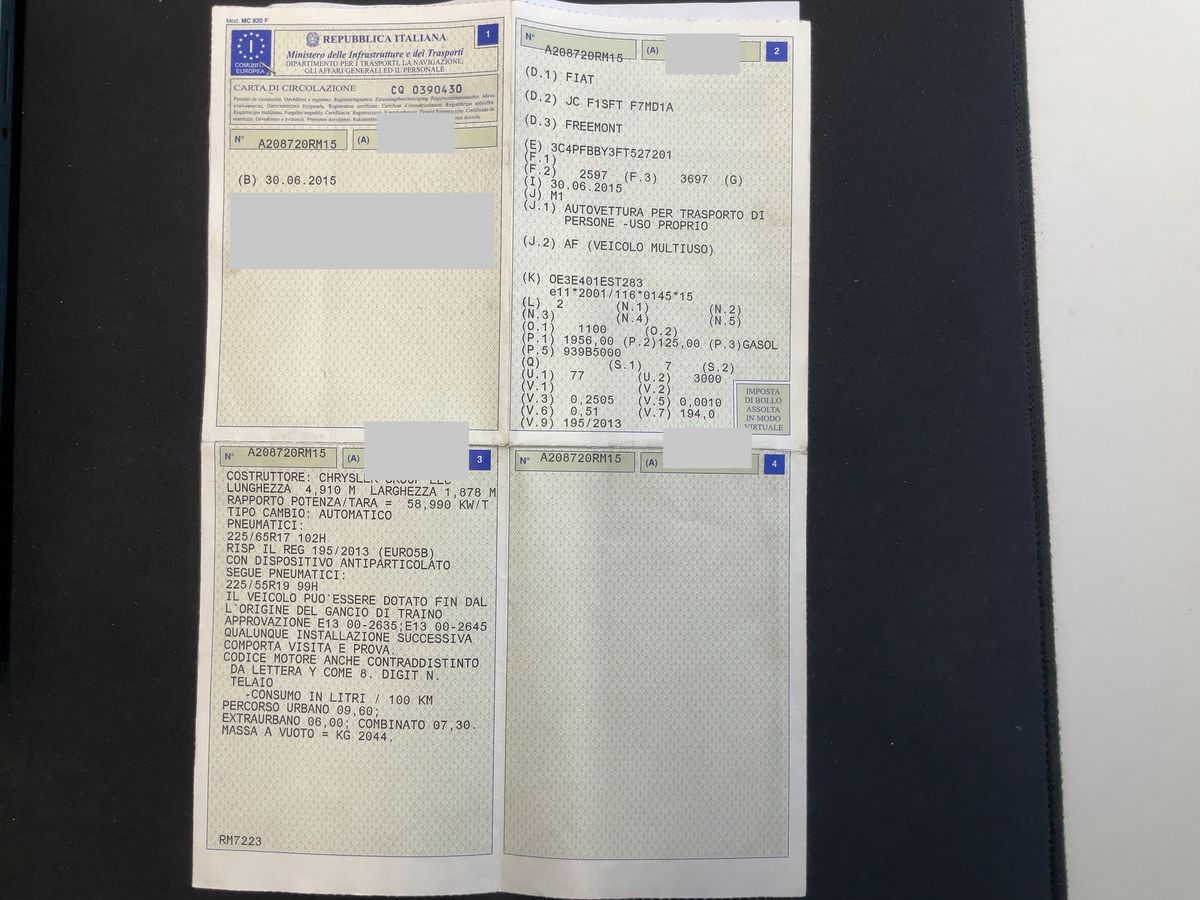 Mod. MC 820 F
1
REPUBBLICA ITALIANA
Ministero delle Infrastrutture e dei Trasporti
DIPARTIMENTO PER I TRASPORTI, LA NAVIGAZIONE,
GLI AFFARI GENERALI ED IL PERSONALE
I
COMUNITÀ
EUROPEA
CARTA DI CIRCOLAZIONE CQ 0390430
N° A208720RM15 (A)
(B) 30.06.2015
N° A208720RM15 (A) 2
(D.1) FIAT
(D.2) JC F1SFT F7MD1A
(D.3) FREEMONT
(E) 3C4PFBBY3FT527201
(F.1)
(F.2) 2597 (F.3) 3697 (G)
(I) 30.06.2015
(J) M1
(J.1) AUTOVETTURA PER TRASPORTO DI
PERSONE -USO PROPRIO
(J.2) AF (VEICOLO MULTIUSO)
(K) OE3E401EST283
e11*2001/116*0145*15
(L) 2 (N.1) (N.2)
(N.3) (N.4) (N.5)
(O.1) 1100 (O.2)
(P.1) 1956,00 (P.2)125,00 (P.3)GASOL
(P.5) 939B5000
(Q) (S.1) 7 (S.2)
(U.1) 77 (U.2) 3000
(V.1) (V.2)
(V.3) 0,2505 (V.5) 0,0010
(V.6) 0,51 (V.7) 194,0
(V.9) 195/2013
IMPOSTA
DI BOLLO
ASSOLTA
IN MODO
VIRTUALE
N° A208720RM15 (A) 3
COSTRUTTORE: CHRYSLER GROUP LLC
LUNGHEZZA 4,910 M LARGHEZZA 1,878 M
RAPPORTO POTENZA/TARA = 58,990 KW/T
TIPO CAMBIO: AUTOMATICO
PNEUMATICI:
225/65R17 102H
RISP IL REG 195/2013 (EURO5B)
CON DISPOSITIVO ANTIPARTICOLATO
SEGUE PNEUMATICI:
225/55R19 99H
IL VEICOLO PUO`ESSERE DOTATO FIN DAL
L`ORIGINE DEL GANCIO DI TRAINO
APPROVAZIONE E13 00-2635;E13 00-2645
QUALUNQUE INSTALLAZIONE SUCCESSIVA
COMPORTA VISITA E PROVA.
CODICE MOTORE ANCHE CONTRADDISTINTO
DA LETTERA Y COME 8. DIGIT N.
TELAIO
-CONSUMO IN LITRI / 100 KM
PERCORSO URBANO 09,60;
EXTRAURBANO 06,00; COMBINATO 07,30.
MASSA A VUOTO = KG 2044.
RM7223
N° A208720RM15 (A) 4